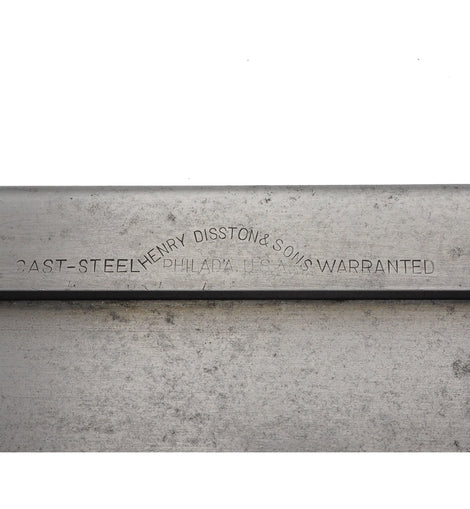 HENRY DISSTON & SONS
CAST-STEEL PHILAD'A. U.S.A. WARRANTED